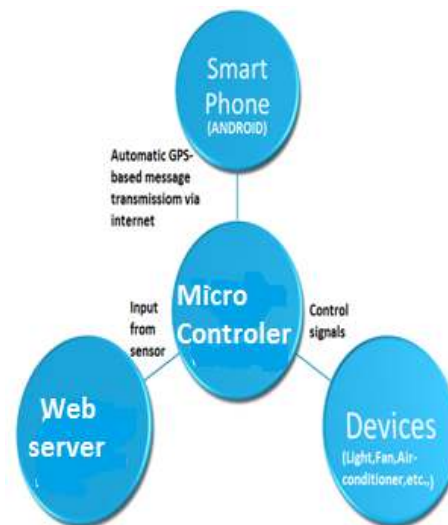 Smart
Phone
(ANDROID)
Automatic GPS-
based message
transmissiom via
internet
Micro
Controler
Input
from
sensor
Control
signals
Web
server
Devices
(Light,Fan,Air-
conditioner,etc.,)